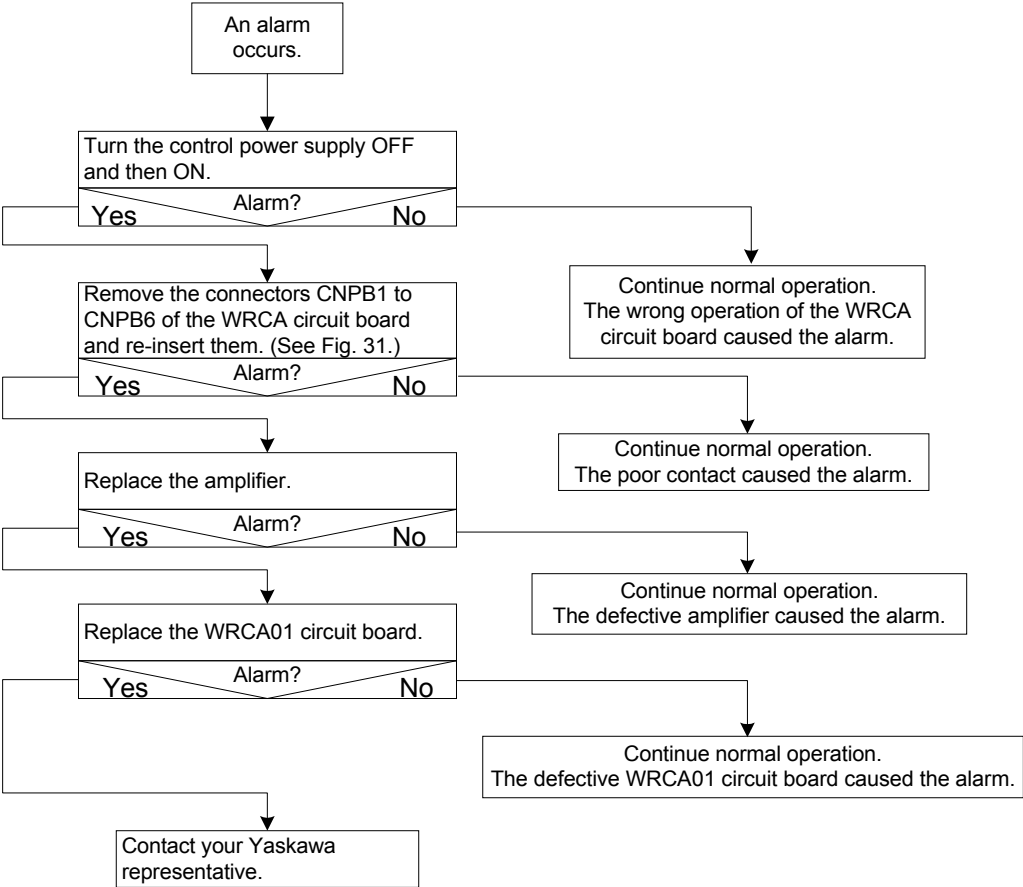 An alarm
occurs.
Turn the control power supply OFF
and then ON.
Alarm?
Yes
No
Continue normal operation.
The wrong operation of the WRCA
circuit board caused the alarm.
Remove the connectors CNPB1 to
CNPB6 of the WRCA circuit board
and re-insert them. (See Fig. 31.)
Alarm?
Yes
No
Continue normal operation.
The poor contact caused the alarm.
Replace the amplifier.
Alarm?
Yes
No
Continue normal operation.
The defective amplifier caused the alarm.
Replace the WRCA01 circuit board.
Alarm?
Yes
No
Continue normal operation.
The defective WRCA01 circuit board caused the alarm.
Contact your Yaskawa
representative.